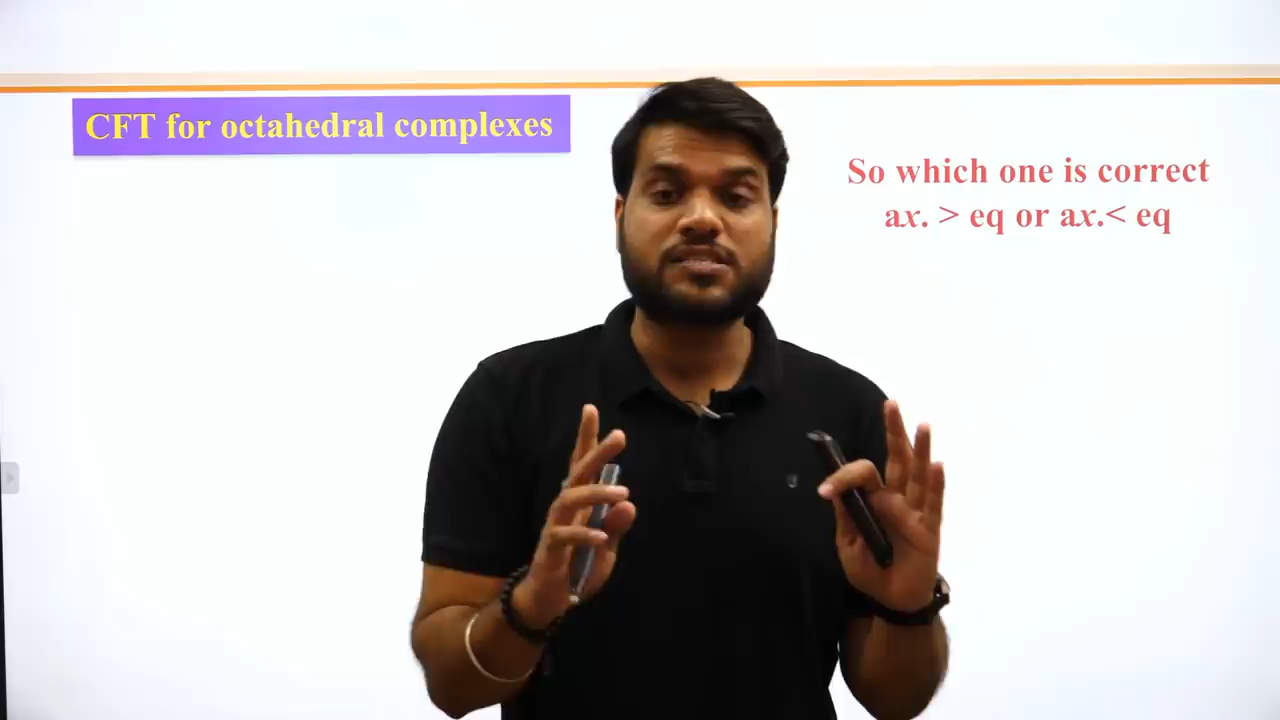 CFT for octahedral complexes
So which one is correct
ax. > eq or ax.< eq